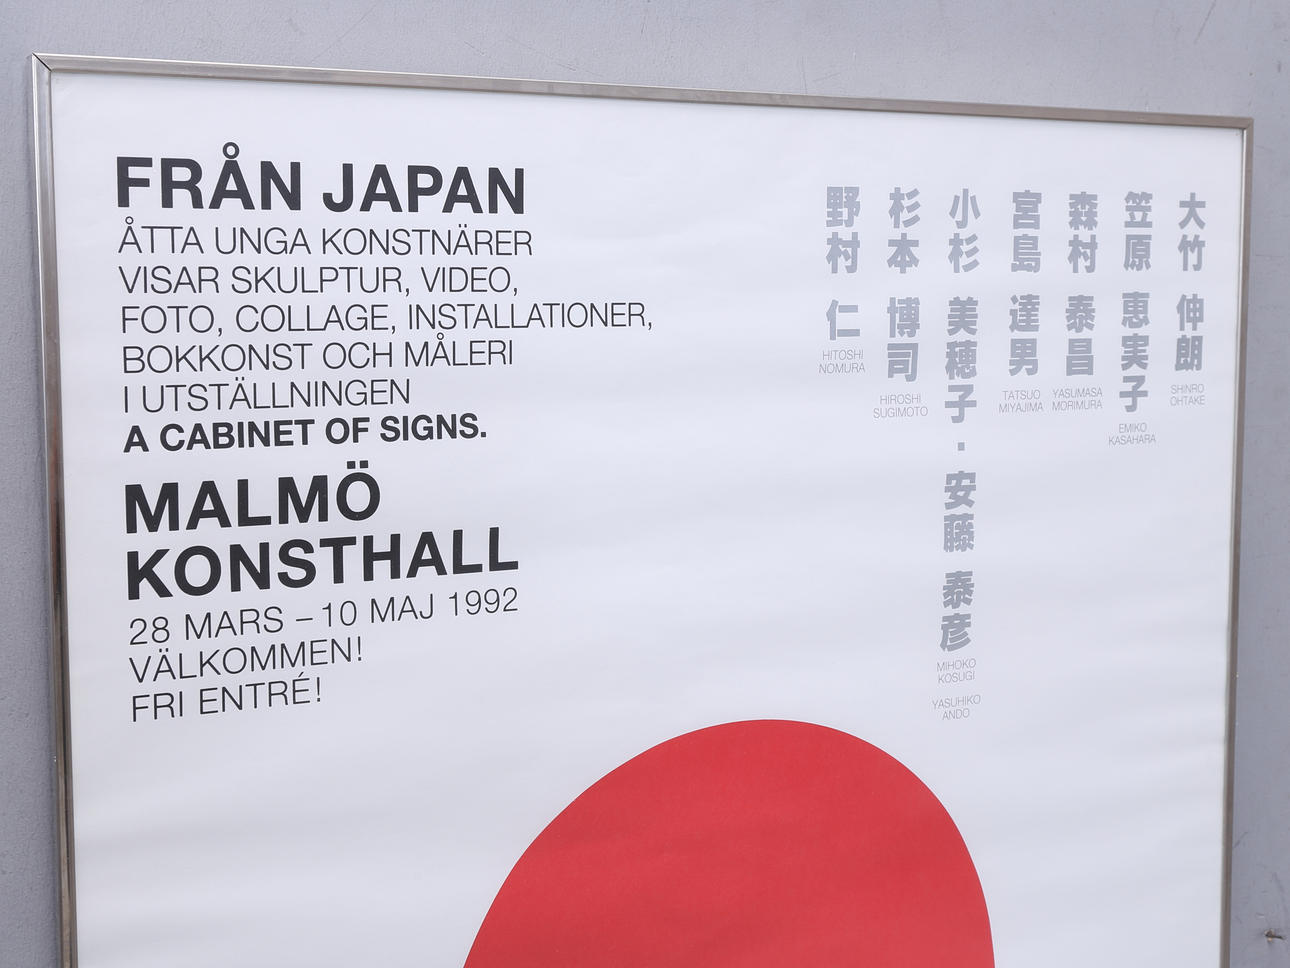 FRÅN JAPAN
ÅTTA UNGA KONSTNÄRER
VISAR SKULPTUR, VIDEO,
FOTO, COLLAGE, INSTALLATIONER,
BOKKONST OCH MÅLERI
I UTSTÄLLNINGEN
A CABINET OF SIGNS.
MALMÖ
KONSTHALL
28 MARS – 10 MAJ 1992
VÄLKOMMEN!
FRI ENTRÉ!
大竹 伸朗
SHINRO
OHTAKE
笠原 恵実子
EMIKO
KASAHARA
森村 泰昌
YASUMASA
MORIMURA
宮島 達男
TATSUO
MIYAJIMA
小杉 美穂子・安藤 泰彦
MIHOKO
KOSUGI
YASUHIKO
ANDO
杉本 博司
HIROSHI
SUGIMOTO
野村 仁
HITOSHI
NOMURA